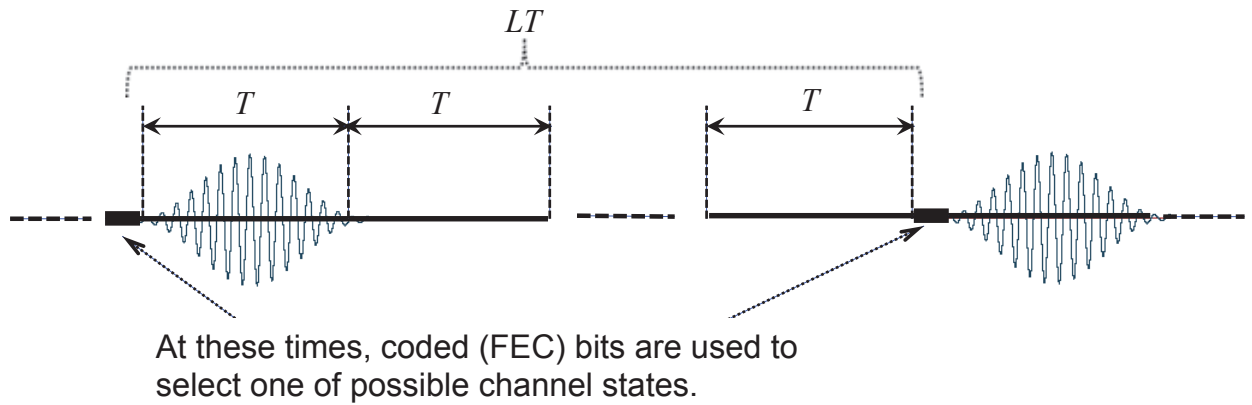 LT
T T T
At these times, coded (FEC) bits are used to
select one of possible channel states.